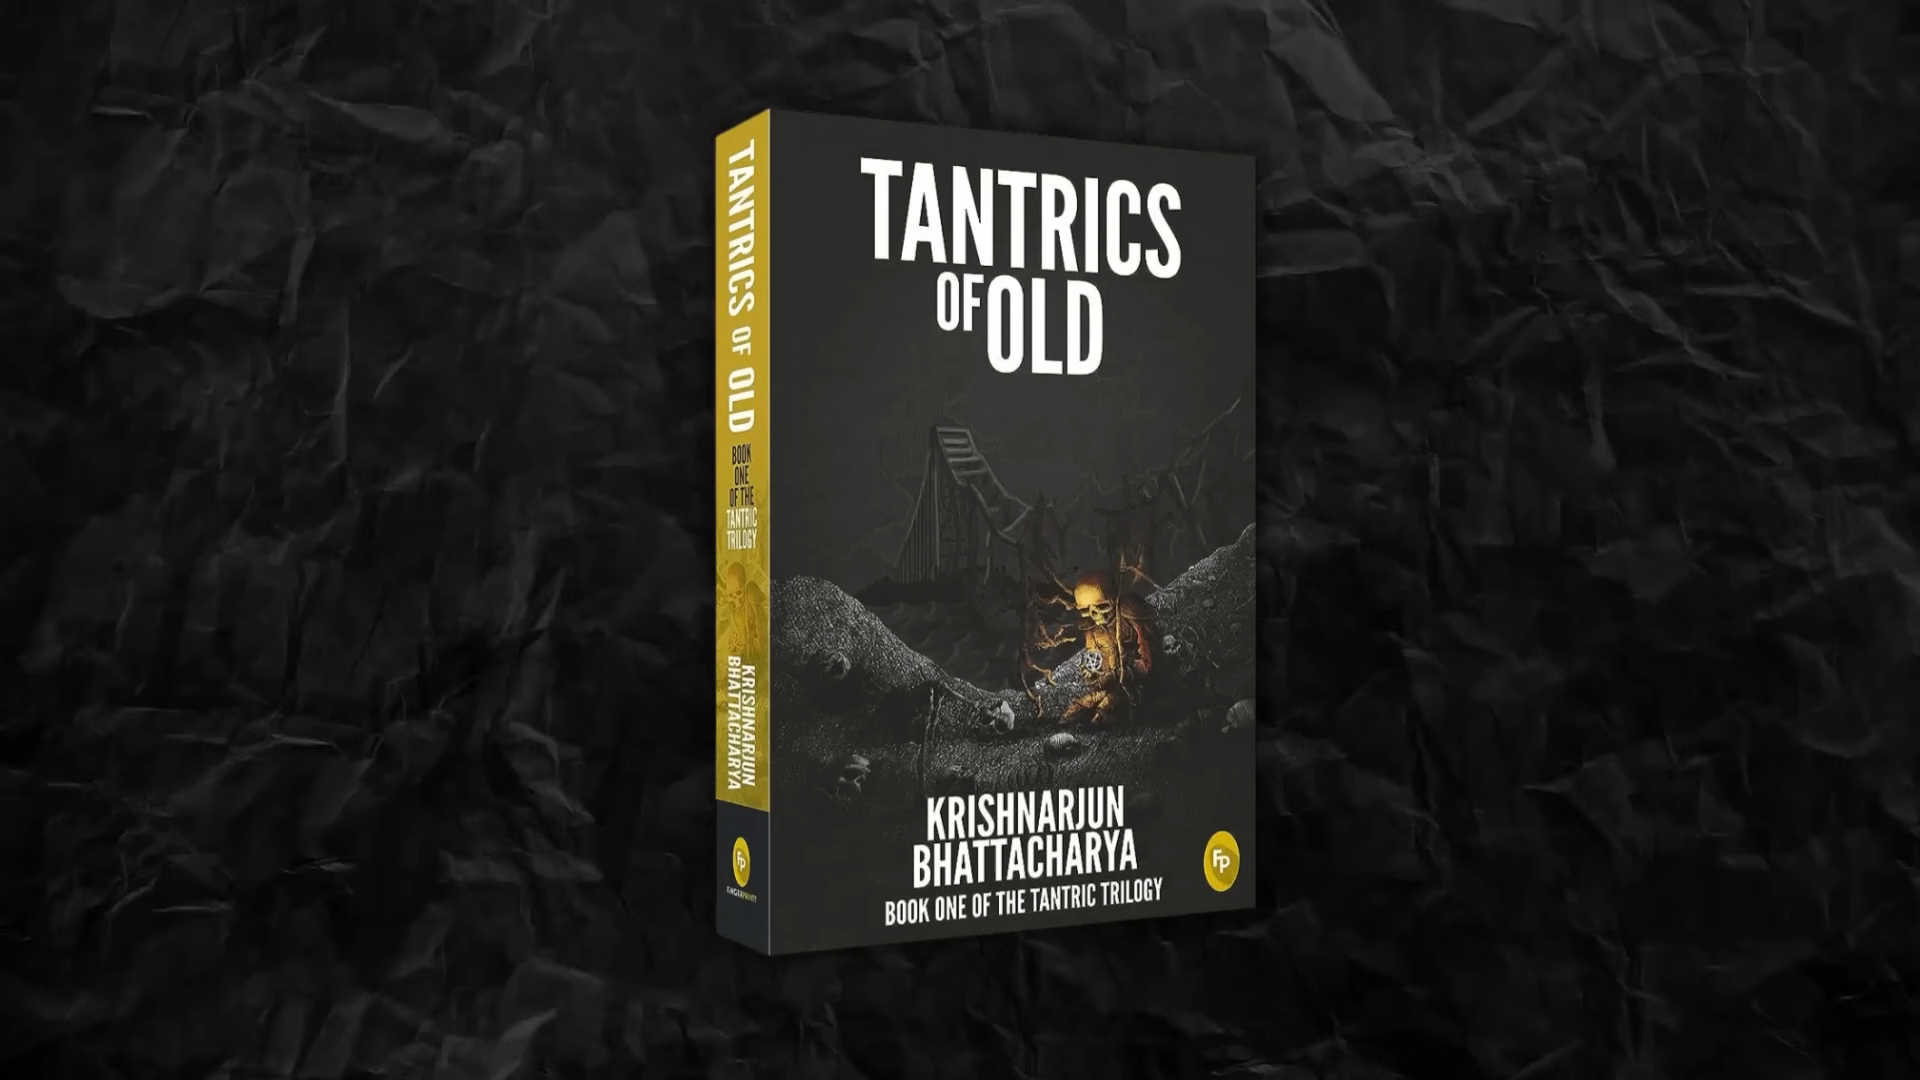 TANTRICS OF OLD
BOOK
ONE
OF THE
TANTRIC
TRILOGY
KRISHNARJUN
BHATTACHARYA
FP
FINGERPRINT!
TANTRICS
OF OLD
KRISHNARJUN
BHATTACHARYA
BOOK ONE OF THE TANTRIC TRILOGY
FP